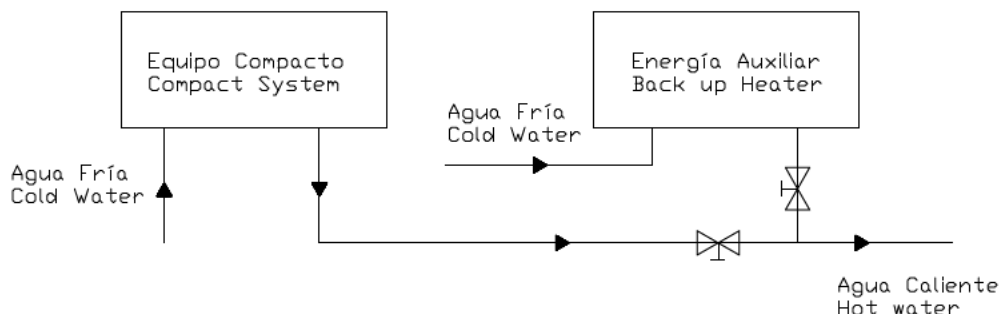 Equipo Compacto
Compact System
Energía Auxiliar
Back up Heater
Agua Fría
Cold Water
Agua Fría
Cold Water
Agua Caliente
Hot water